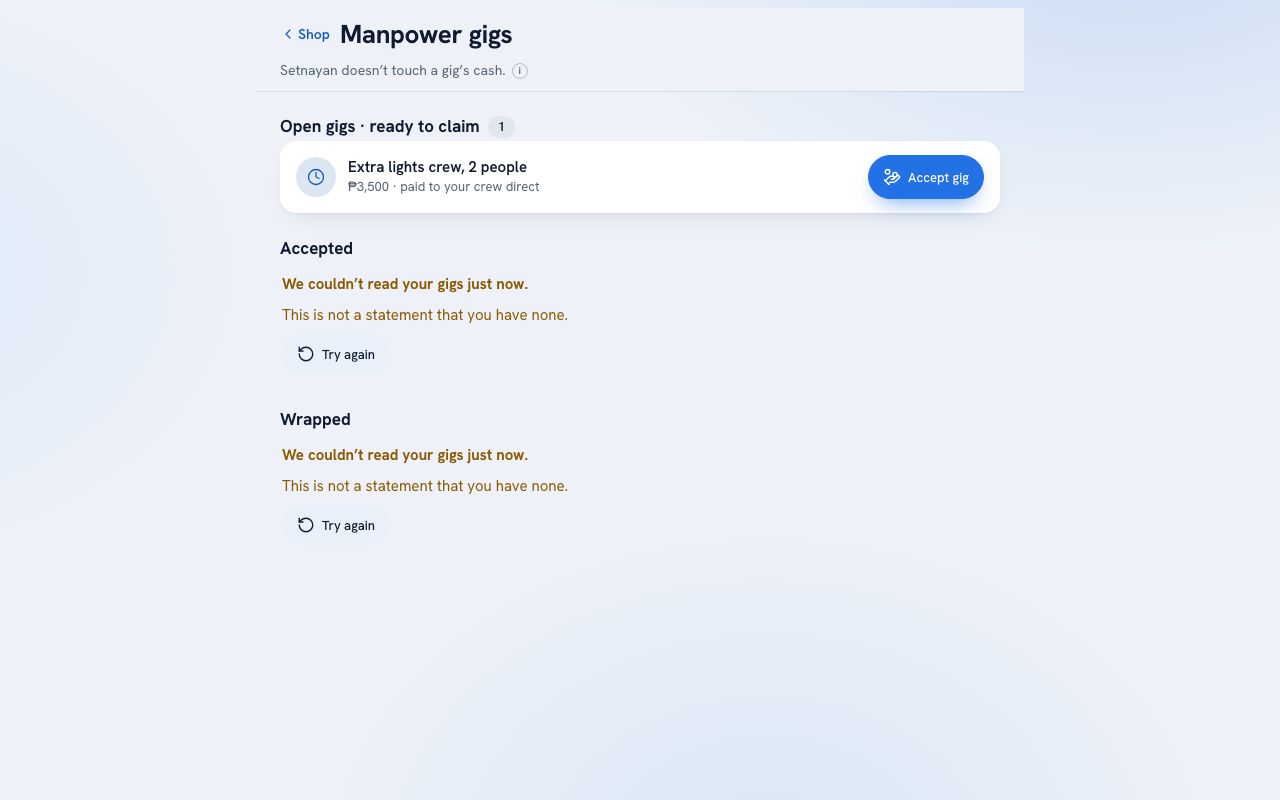 Shop Manpower gigs
Setnayan doesn’t touch a gig’s cash. i
Open gigs · ready to claim 1
Extra lights crew, 2 people
₱3,500 · paid to your crew direct
Accept gig
Accepted
We couldn’t read your gigs just now.
This is not a statement that you have none.
Try again
Wrapped
We couldn’t read your gigs just now.
This is not a statement that you have none.
Try again